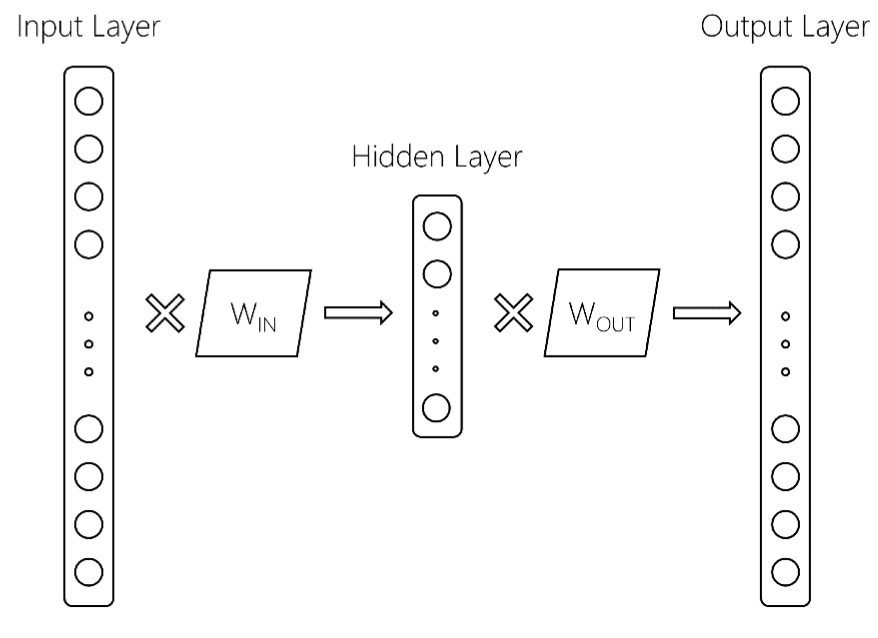 Input Layer
Output Layer
Hidden Layer
W_IN
W_OUT